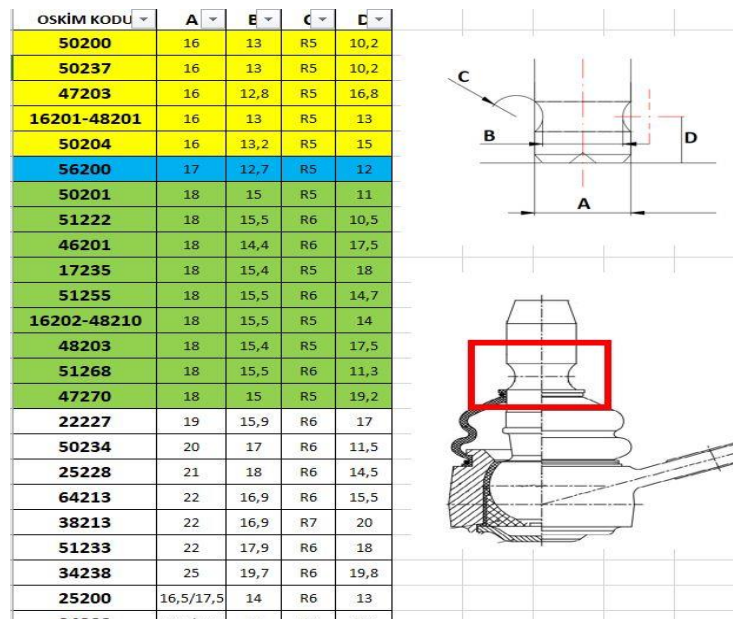 OSKİM KODU A B C D
50200 16 13 R5 10,2
50237 16 13 R5 10,2
47203 16 12,8 R5 16,8
16201-48201 16 13 R5 13
50204 16 13,2 R5 15
56200 17 12,7 R5 12
50201 18 15 R5 11
51222 18 15,5 R6 10,5
46201 18 14,4 R6 17,5
17235 18 15,4 R5 18
51255 18 15,5 R6 14,7
16202-48210 18 15,5 R5 14
48203 18 15,4 R5 17,5
51268 18 15,5 R6 11,3
47270 18 15 R5 19,2
22227 19 15,9 R6 17
50234 20 17 R6 11,5
25228 21 18 R6 14,5
64213 22 16,9 R6 15,5
38213 22 16,9 R7 20
51233 22 17,9 R6 18
34238 25 19,7 R6 19,8
25200 16,5/17,5 14 R6 13
C
B
D
A